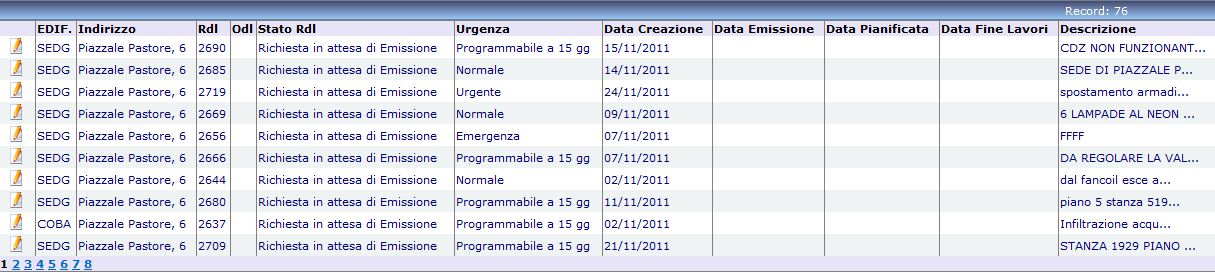 Record: 76
EDIF. Indirizzo Rdl Odl Stato Rdl Urgenza Data Creazione Data Emissione Data Pianificata Data Fine Lavori Descrizione
SEDG Piazzale Pastore, 6 2690 Richiesta in attesa di Emissione Programmabile a 15 gg 15/11/2011 CDZ NON FUNZIONANT...
SEDG Piazzale Pastore, 6 2685 Richiesta in attesa di Emissione Normale 14/11/2011 SEDE DI PIAZZALE P...
SEDG Piazzale Pastore, 6 2719 Richiesta in attesa di Emissione Urgente 24/11/2011 spostamento armadi...
SEDG Piazzale Pastore, 6 2669 Richiesta in attesa di Emissione Normale 09/11/2011 6 LAMPADE AL NEON ...
SEDG Piazzale Pastore, 6 2656 Richiesta in attesa di Emissione Emergenza 07/11/2011 FFFF
SEDG Piazzale Pastore, 6 2666 Richiesta in attesa di Emissione Programmabile a 15 gg 07/11/2011 DA REGOLARE LA VAL...
SEDG Piazzale Pastore, 6 2644 Richiesta in attesa di Emissione Normale 02/11/2011 dal fancoil esce a...
SEDG Piazzale Pastore, 6 2680 Richiesta in attesa di Emissione Programmabile a 15 gg 11/11/2011 piano 5 stanza 519...
COBA Piazzale Pastore, 6 2637 Richiesta in attesa di Emissione Programmabile a 15 gg 02/11/2011 Infiltrazione acqu...
SEDG Piazzale Pastore, 6 2709 Richiesta in attesa di Emissione Programmabile a 15 gg 21/11/2011 STANZA 1929 PIANO ...
1 2 3 4 5 6 7 8